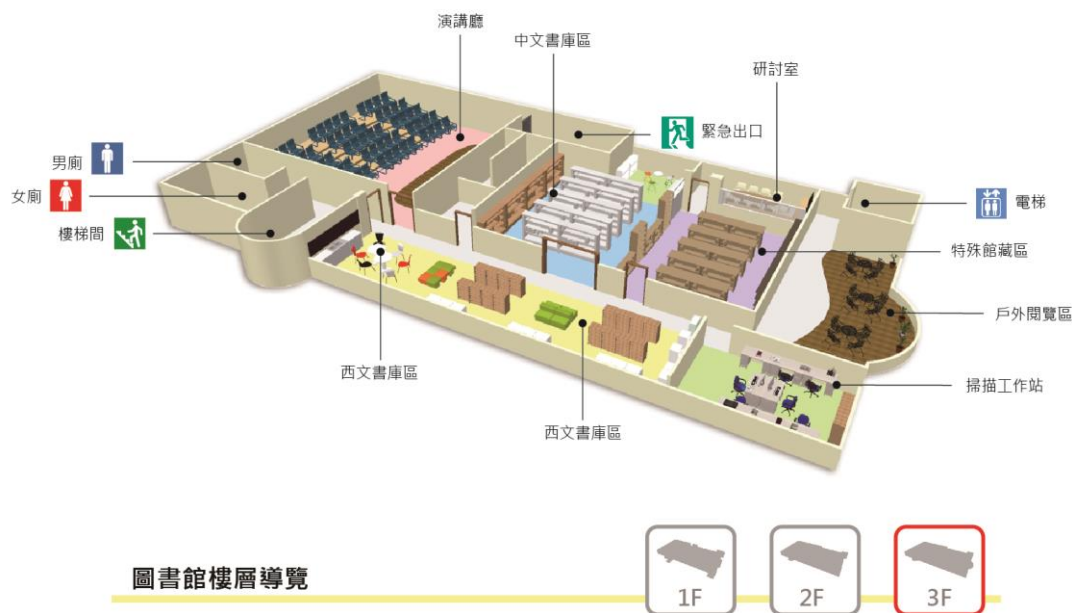 演講廳
中文書庫區
研討室
緊急出口
男廁
女廁
電梯
樓梯間
特殊館藏區
戶外閱覽區
西文書庫區
掃描工作站
西文書庫區
圖書館樓層導覽
1F
2F
3F